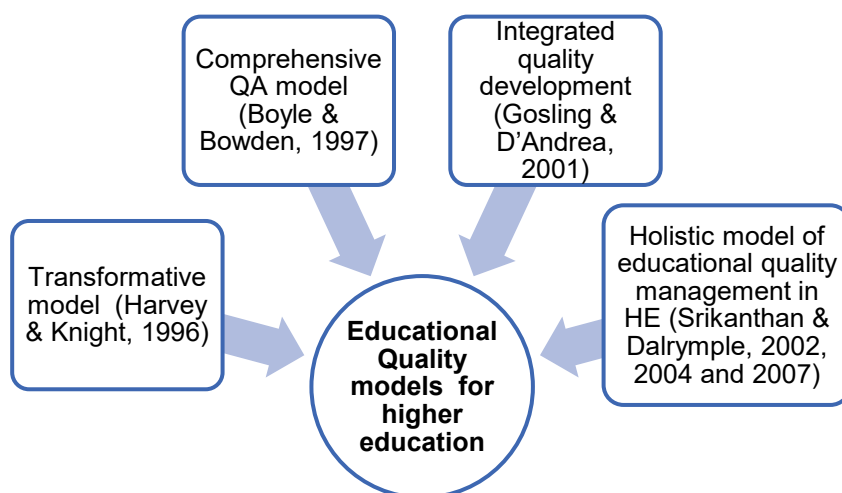 Transformative
model (Harvey
& Knight, 1996)
Comprehensive
QA model
(Boyle &
Bowden, 1997)
Integrated
quality
development
(Gosling &
D’Andrea,
2001)
Holistic model of
educational quality
management in
HE (Srikanthan &
Dalrymple, 2002,
2004 and 2007)
Educational
Quality
models for
higher
education